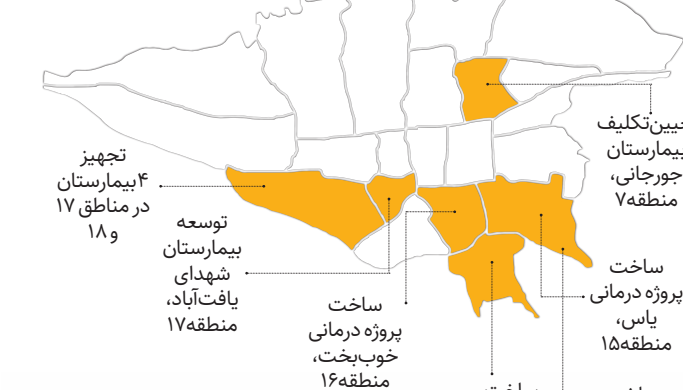 تعیین‌تکلیف
بیمارستان
جورجانی،
منطقه۷
تجهیز
۴بیمارستان
در مناطق ۱۷
و ۱۸
توسعه
بیمارستان
شهدای
یافت‌آباد،
منطقه۱۷
ساخت
پروژه درمانی
خوب‌بخت،
منطقه۱۶
ساخت
پروژه درمانی
یاس،
منطقه۱۵